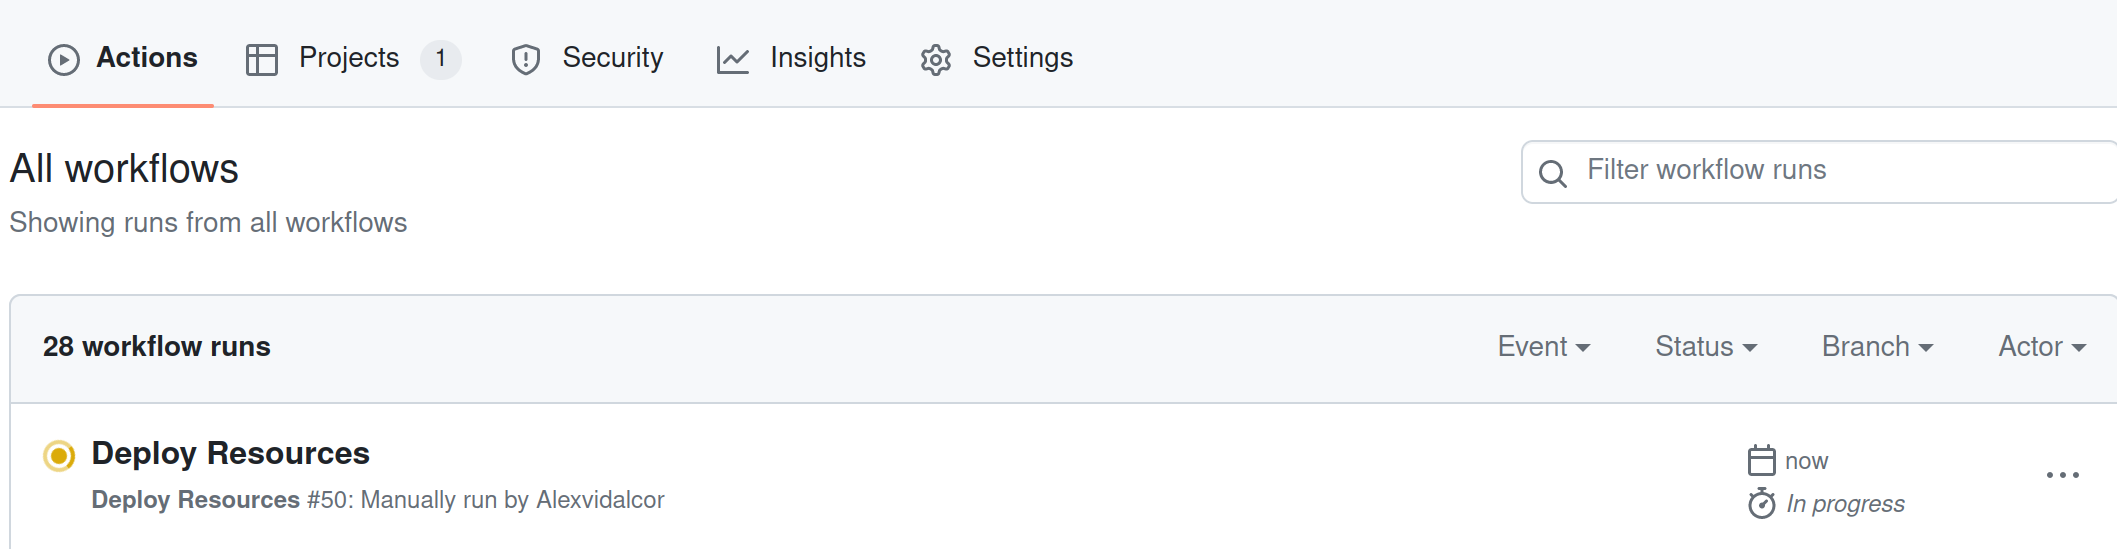 Actions Projects 1 Security Insights Settings
All workflows
Filter workflow runs
Showing runs from all workflows
28 workflow runs Event Status Branch Actor
Deploy Resources
now
Deploy Resources #50: Manually run by Alexvidalcor
In progress